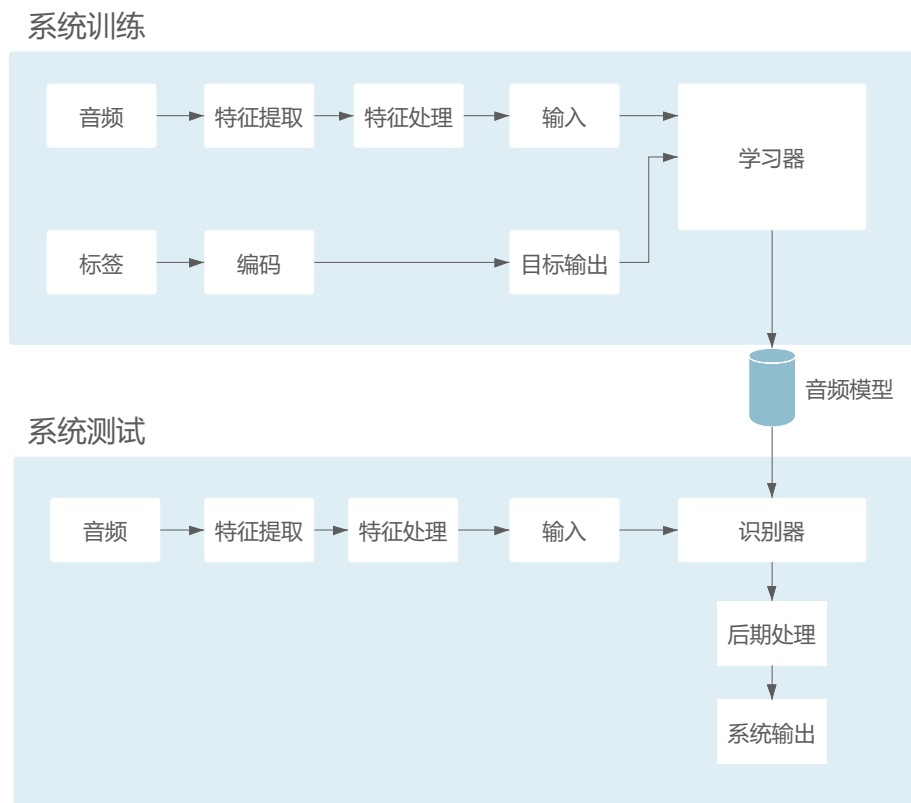 系统训练
音频
特征提取
特征处理
输入
学习器
标签
编码
目标输出
音频模型
系统测试
音频
特征提取
特征处理
输入
识别器
后期处理
系统输出